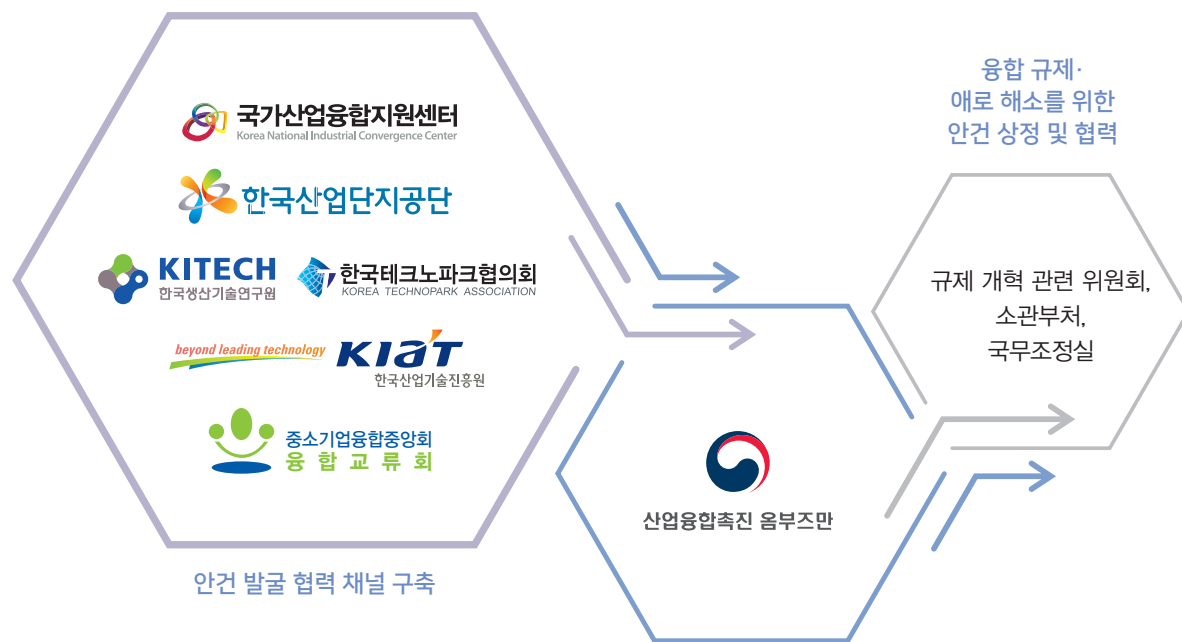 국가산업융합지원센터
Korea National Industrial Convergence Center
한국산업단지공단
KITECH
한국생산기술연구원
한국테크노파크협의회
KOREA TECHNOPARK ASSOCIATION
beyond leading technology
KIAT
한국산업기술진흥원
중소기업융합중앙회
융합교류회
안건 발굴 협력 채널 구축
산업융합촉진 옴부즈만
융합 규제·
애로 해소를 위한
안건 상정 및 협력
규제 개혁 관련 위원회,
소관부처,
국무조정실